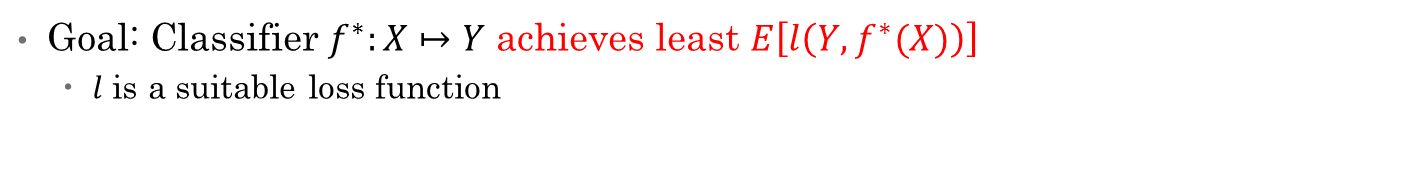 • Goal: Classifier f*: X ↦ Y achieves least E[l(Y, f*(X))]
• l is a suitable loss function